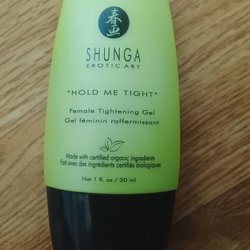 春画
SHUNGA
EROTIC ART
"HOLD ME TIGHT"
Female Tightening Gel
Gel féminin raffermissant
Made with certified organic ingredients
Fait avec des ingrédients certifiés biologiques
Net 1 fl. oz / 30 ml